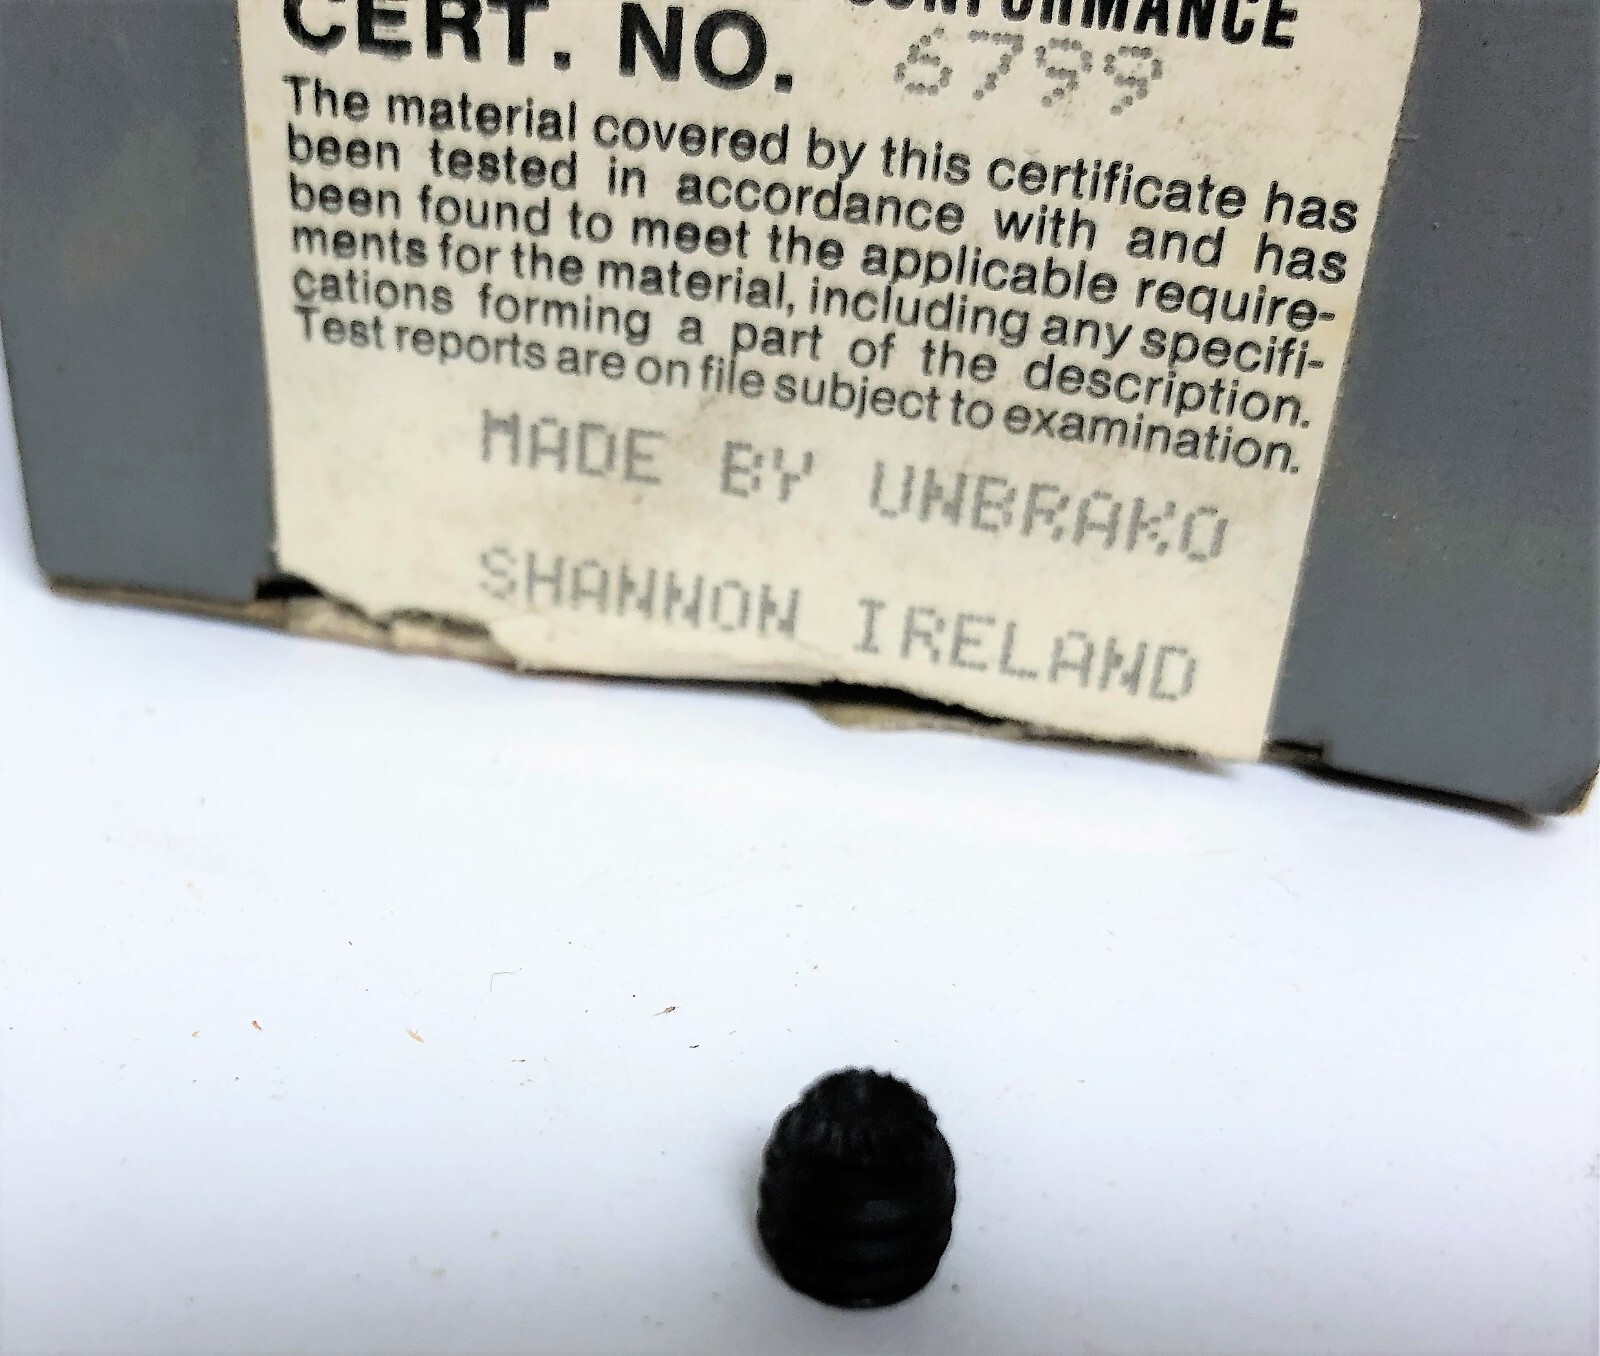 CONFORMANCE
CERT. NO. 6799
The material covered by this certificate has
been tested in accordance with and has
been found to meet the applicable require-
ments for the material, including any specifi-
cations forming a part of the description.
Test reports are on file subject to examination.
MADE BY UNBRAKO
SHANNON IRELAND